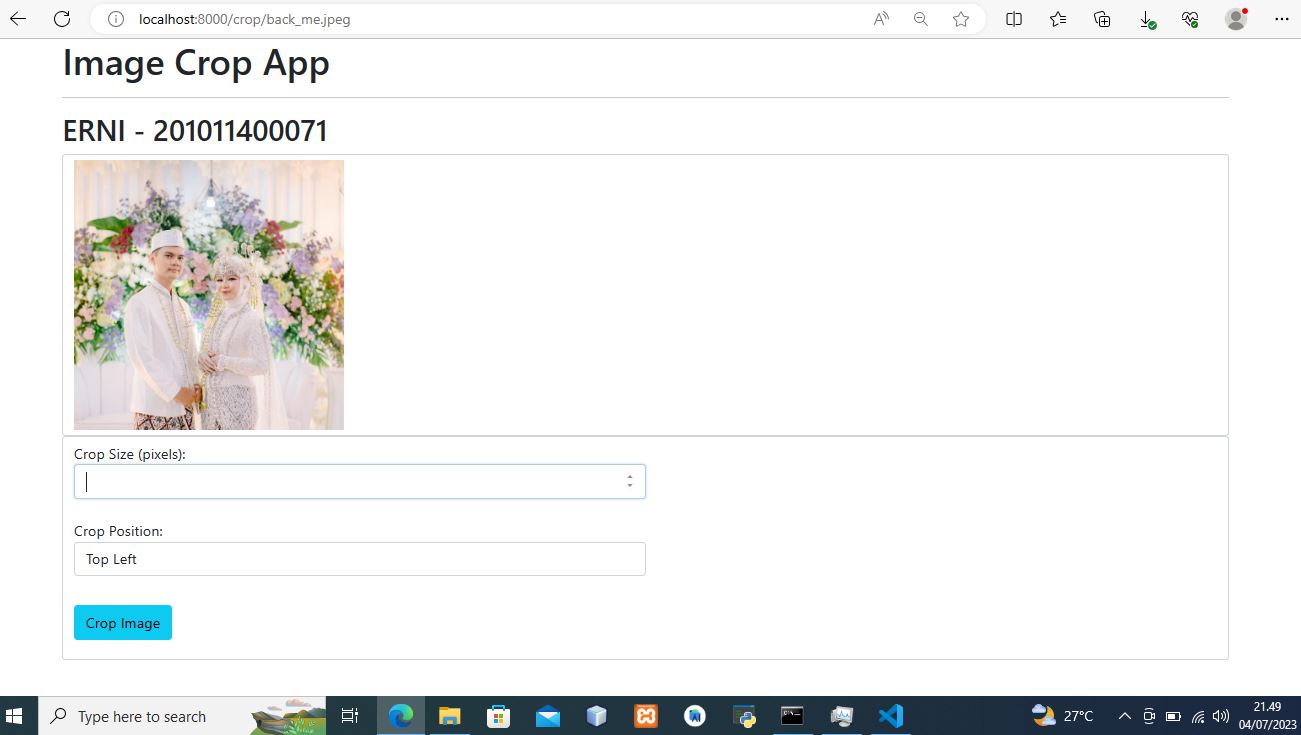 localhost:8000/crop/back_me.jpeg
Image Crop App
ERNI - 201011400071
Crop Size (pixels):
Crop Position:
Top Left
Crop Image
Type here to search
27°C
21.49
04/07/2023